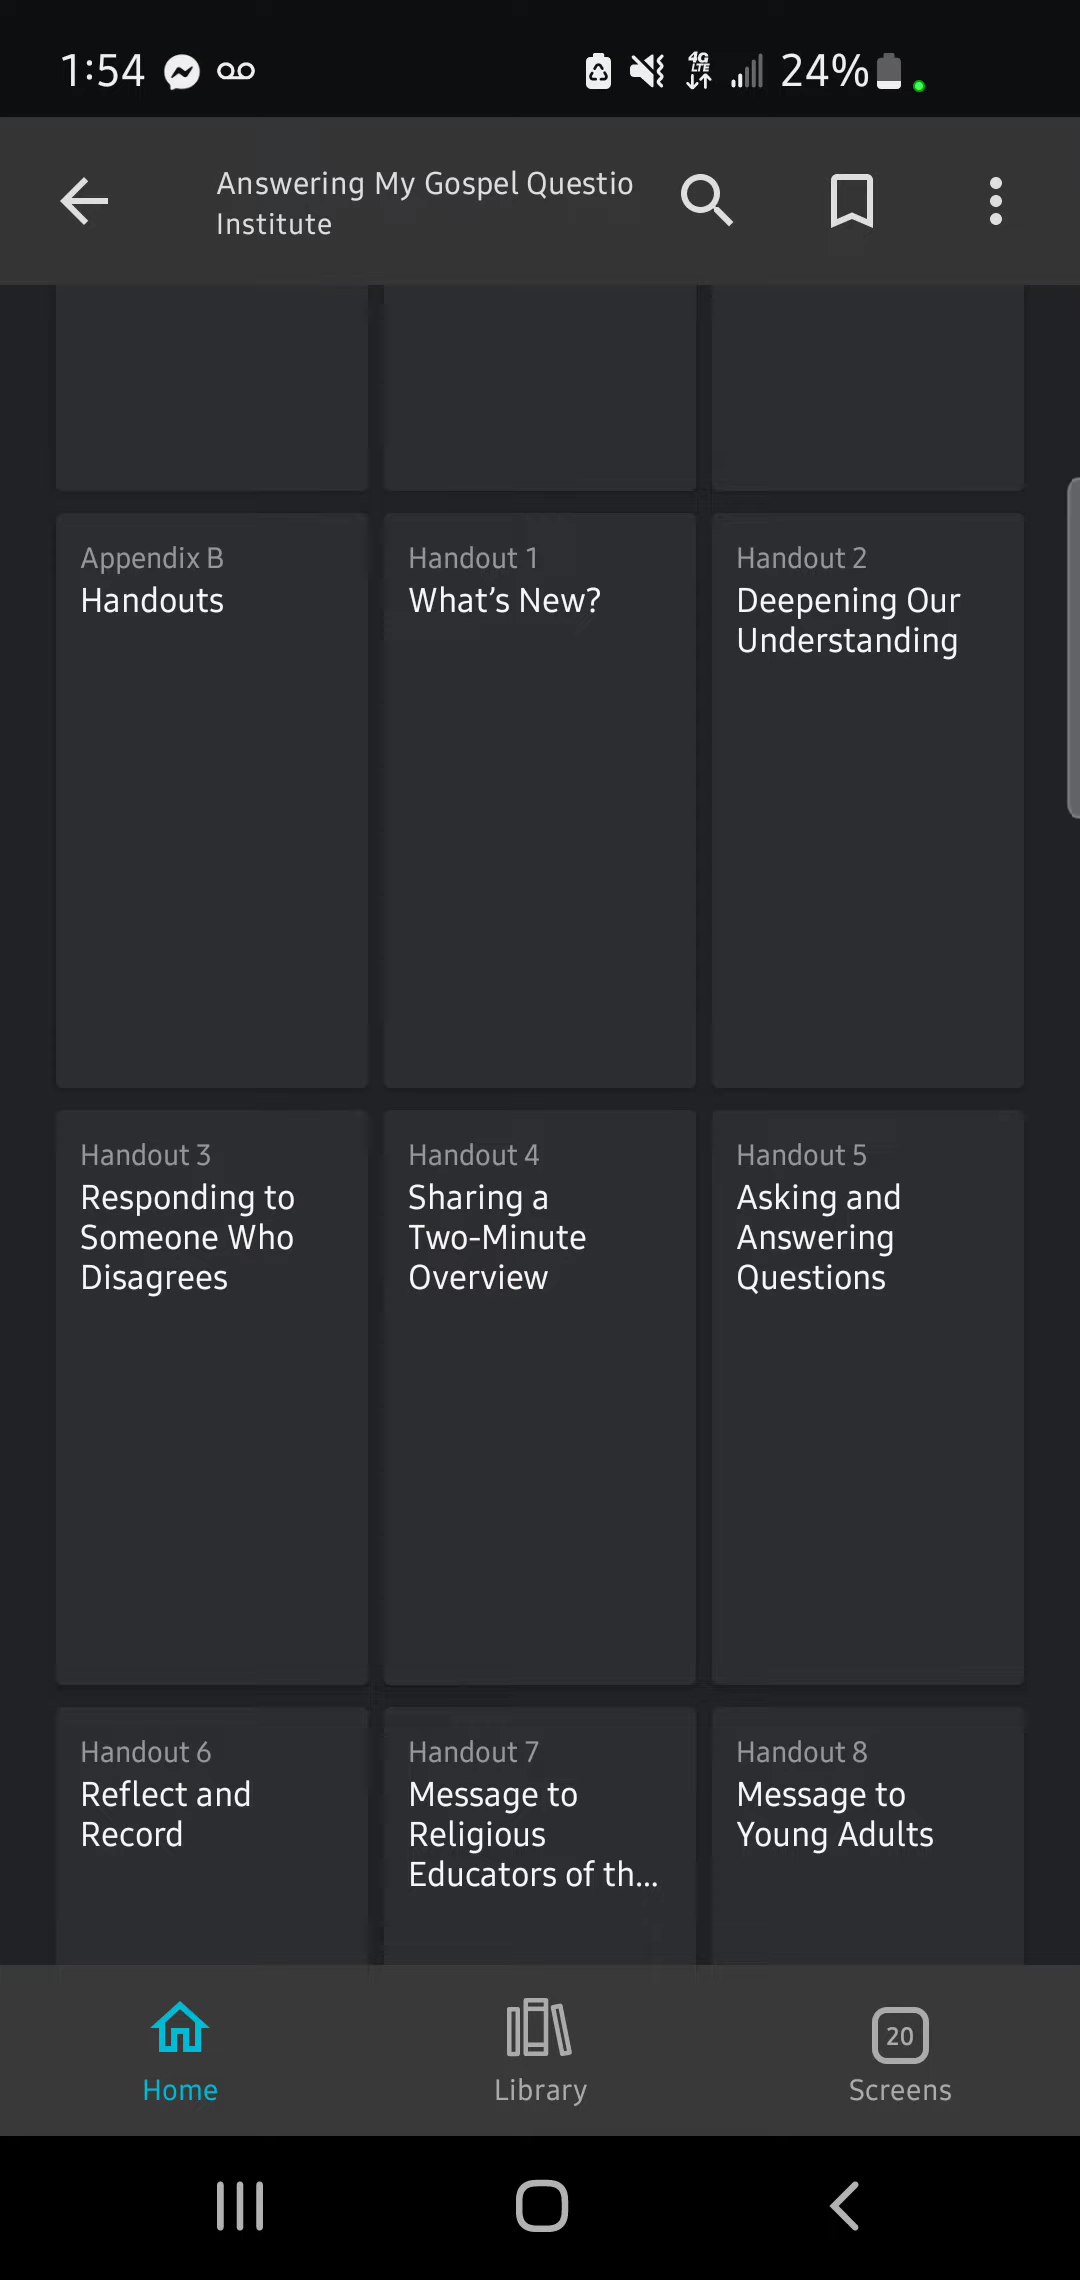 1:54
4G
LTE
24%
Answering My Gospel Questio
Institute
Appendix B
Handouts
Handout 1
What’s New?
Handout 2
Deepening Our
Understanding
Handout 3
Responding to
Someone Who
Disagrees
Handout 4
Sharing a
Two-Minute
Overview
Handout 5
Asking and
Answering
Questions
Handout 6
Reflect and
Record
Handout 7
Message to
Religious
Educators of th...
Handout 8
Message to
Young Adults
20
Home
Library
Screens